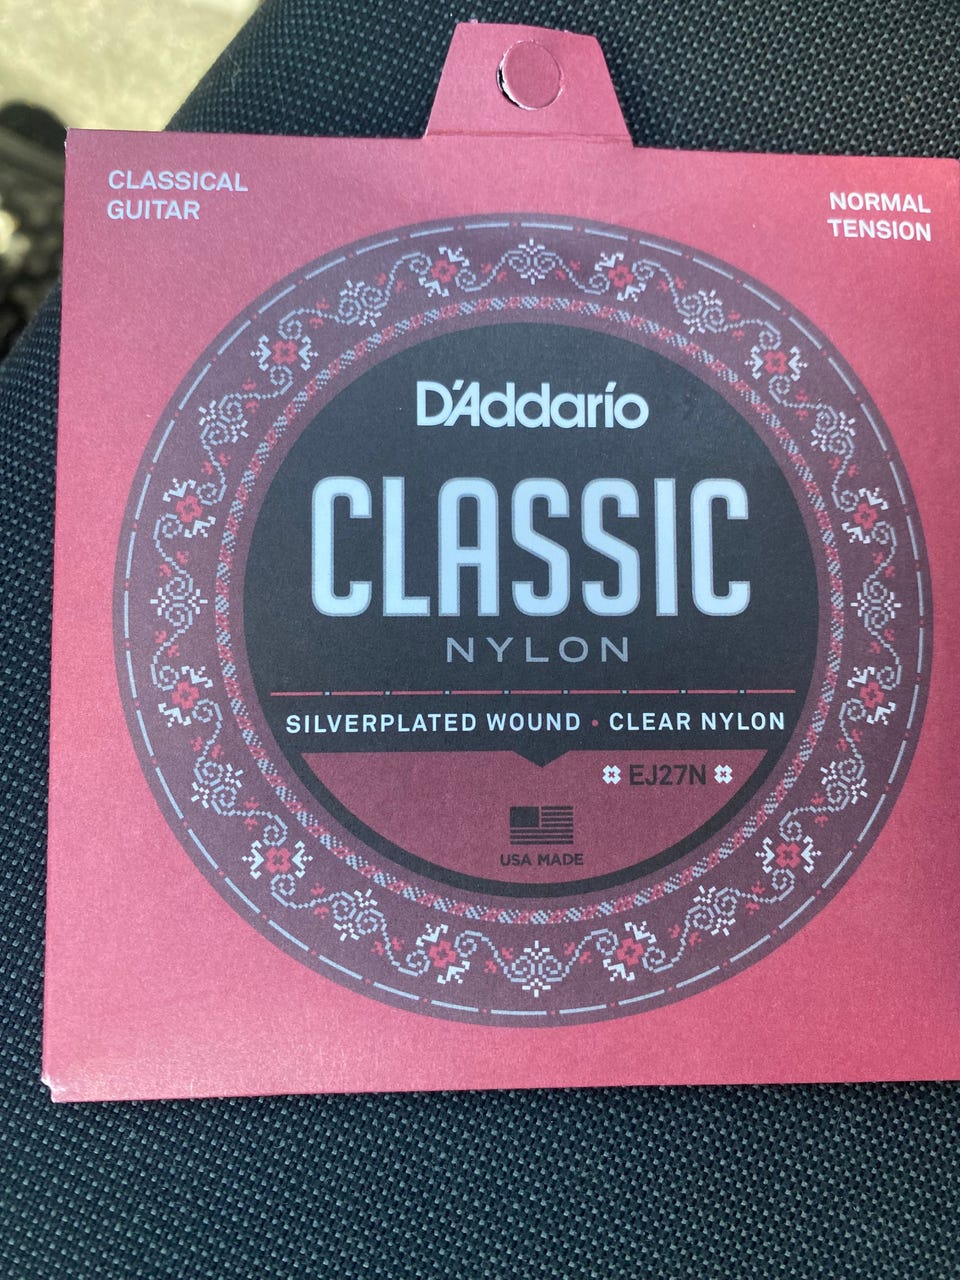 CLASSICAL
GUITAR
NORMAL
TENSION
D'Addario
CLASSIC
NYLON
SILVERPLATED WOUND • CLEAR NYLON
EJ27N
USA MADE